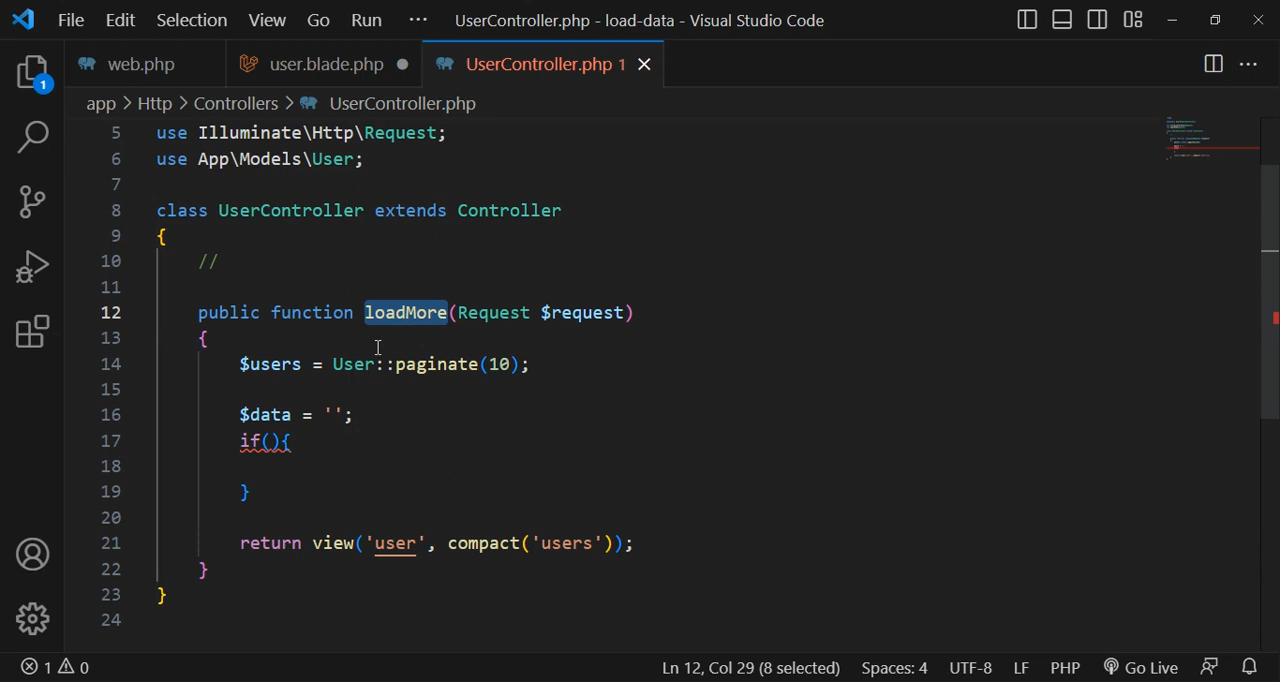 File Edit Selection View Go Run ··· UserController.php - load-data - Visual Studio Code
web.php user.blade.php UserController.php 1
app > Http > Controllers > UserController.php
1
5 use Illuminate\Http\Request;
6 use App\Models\User;
7
8 class UserController extends Controller
9 {
10 //
11
12 public function loadMore(Request $request)
13 {
14 $users = User::paginate(10);
15
16 $data = '';
17 if(){
18
19 }
20
21 return view('user', compact('users'));
22 }
23 }
24
1 0 Ln 12, Col 29 (8 selected) Spaces: 4 UTF-8 LF PHP Go Live